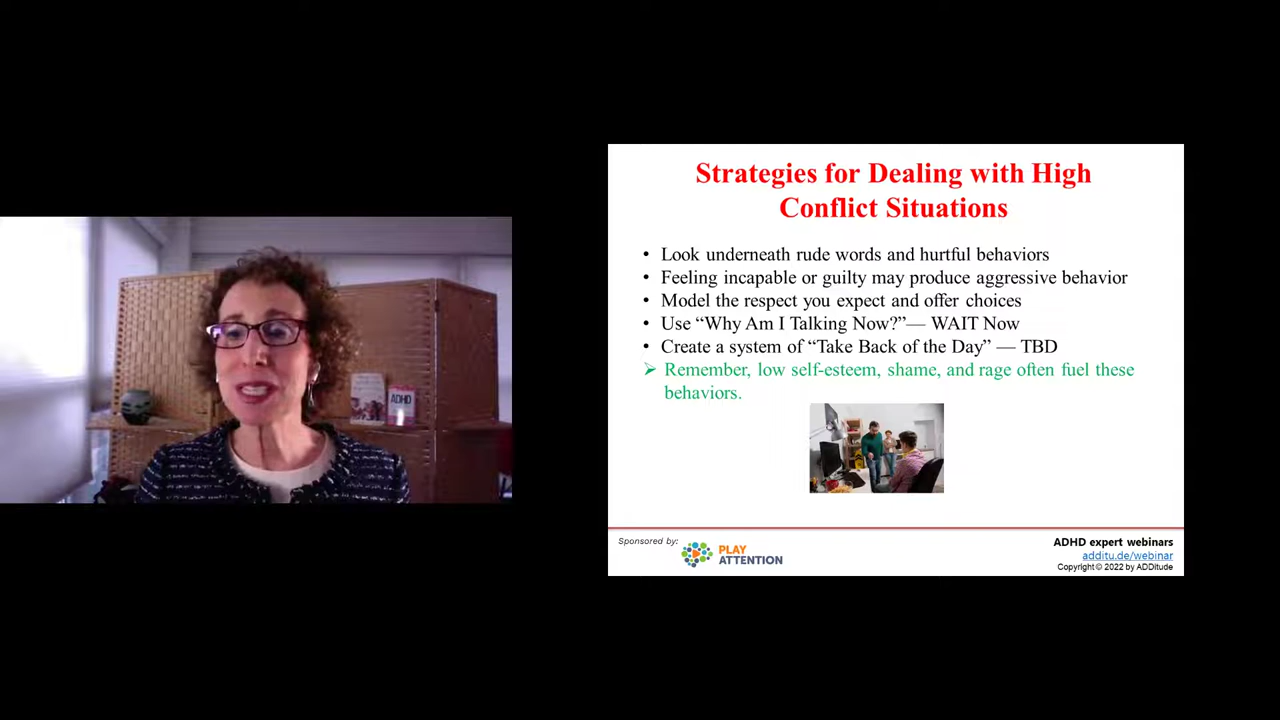 ADHD
Strategies for Dealing with High
Conflict Situations
• Look underneath rude words and hurtful behaviors
• Feeling incapable or guilty may produce aggressive behavior
• Model the respect you expect and offer choices
• Use “Why Am I Talking Now?”— WAIT Now
• Create a system of “Take Back of the Day” — TBD
➢ Remember, low self-esteem, shame, and rage often fuel these
behaviors.
Sponsored by:
PLAY
ATTENTION
ADHD expert webinars
additu.de/webinar
Copyright © 2022 by ADDitude